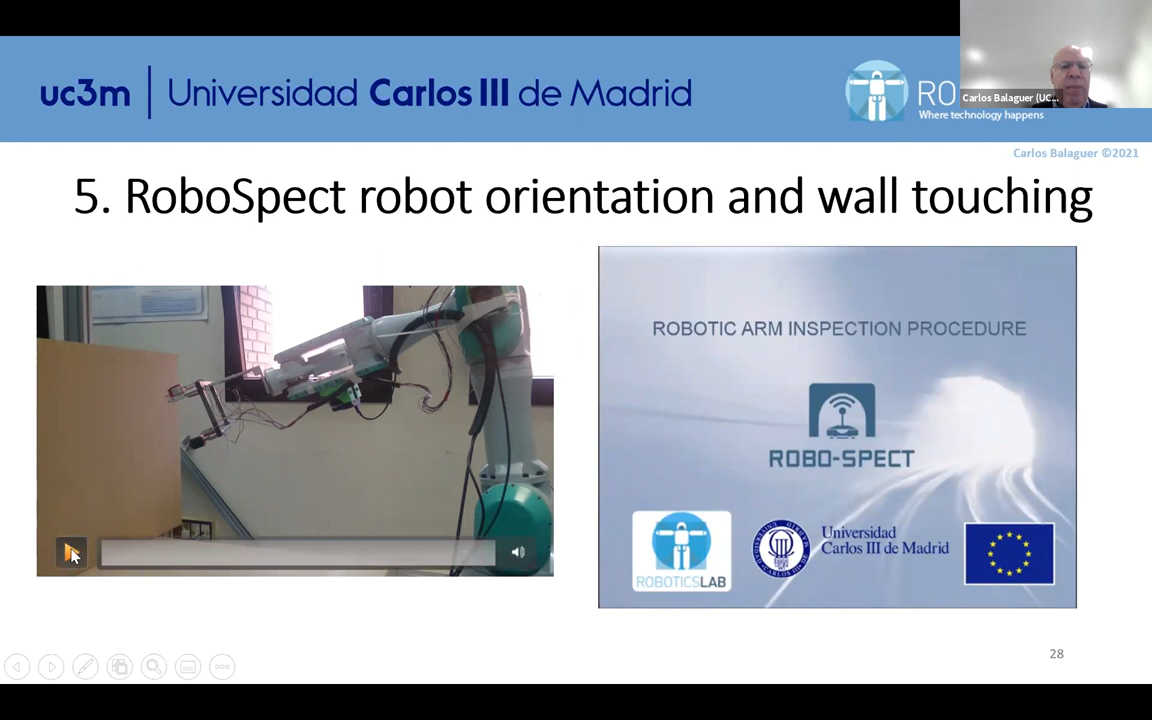 uc3m | Universidad Carlos III de Madrid
RO
Where technology happens
Carlos Balaguer (UC...
Carlos Balaguer ©2021
5. RoboSpect robot orientation and wall touching
ROBOTIC ARM INSPECTION PROCEDURE
ROBO-SPECT
ROBOTICSLAB
Universidad
Carlos III de Madrid
28